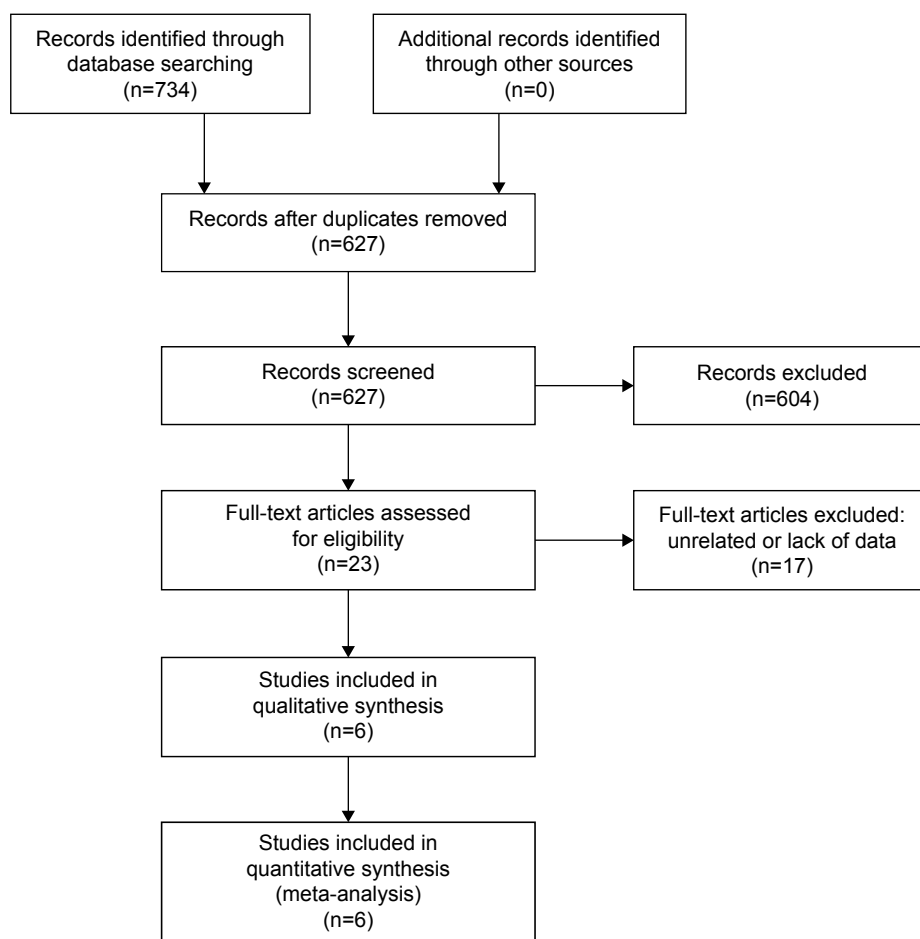 Records identified through
database searching
(n=734)
Additional records identified
through other sources
(n=0)
Records after duplicates removed
(n=627)
Records screened
(n=627)
Records excluded
(n=604)
Full-text articles assessed
for eligibility
(n=23)
Full-text articles excluded:
unrelated or lack of data
(n=17)
Studies included in
qualitative synthesis
(n=6)
Studies included in
quantitative synthesis
(meta-analysis)
(n=6)